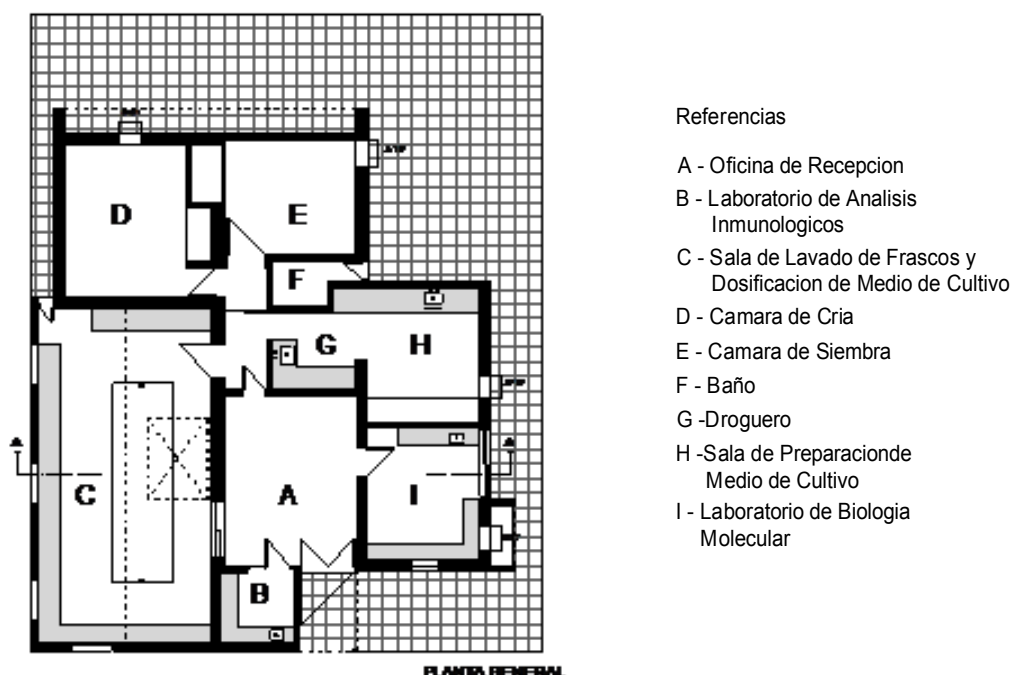 D
E
F
G
H
C
A
I
B
PLANTA GENERAL
Referencias
A - Oficina de Recepcion
B - Laboratorio de Analisis
Inmunologicos
C - Sala de Lavado de Frascos y
Dosificacion de Medio de Cultivo
D - Camara de Cria
E - Camara de Siembra
F - Baño
G -Droguero
H -Sala de Preparacionde
Medio de Cultivo
I - Laboratorio de Biologia
Molecular